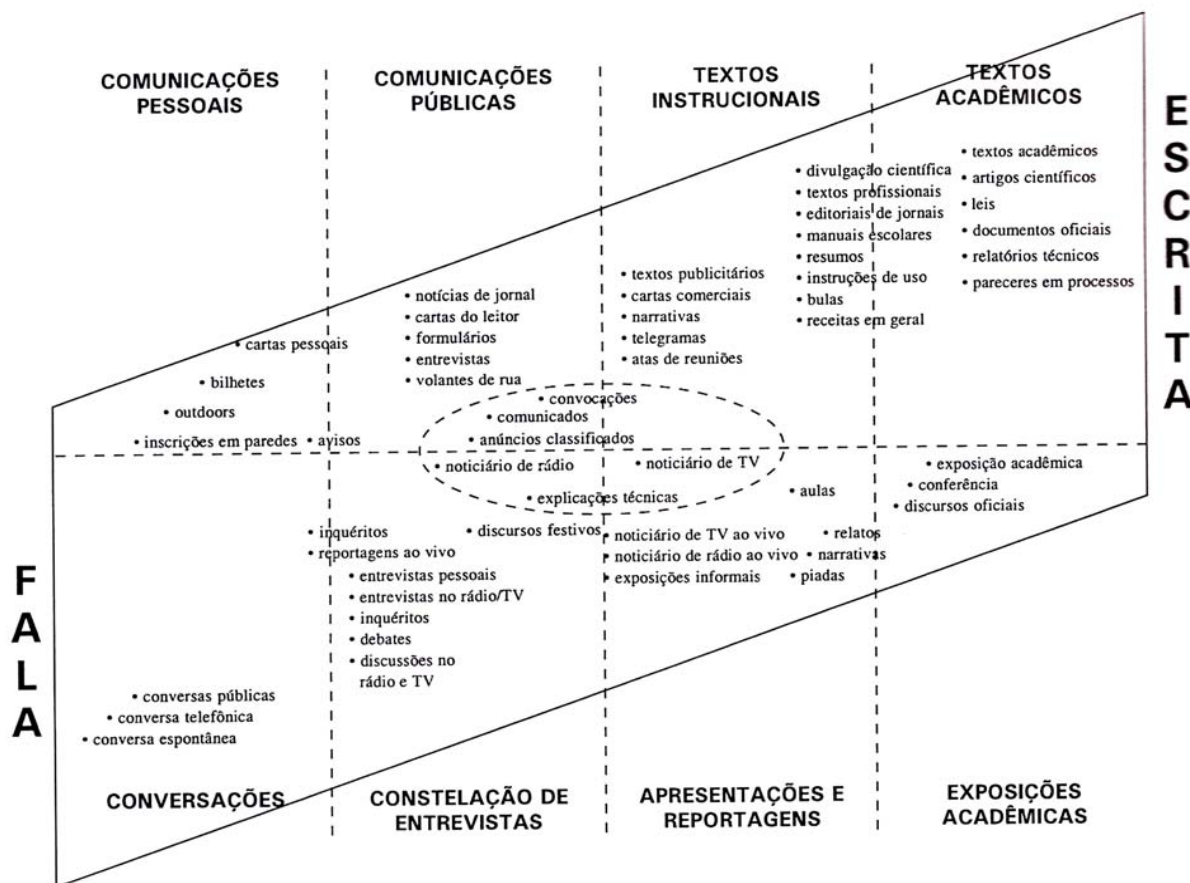 COMUNICAÇÕES
PESSOAIS
COMUNICAÇÕES
PÚBLICAS
TEXTOS
INSTRUCIONAIS
TEXTOS
ACADÊMICOS
ESCRITA
• textos acadêmicos
• artigos científicos
• leis
• documentos oficiais
• relatórios técnicos
• pareceres em processos
• divulgação científica
• textos profissionais
• editoriais de jornais
• manuais escolares
• resumos
• instruções de uso
• bulas
• receitas em geral
• textos publicitários
• cartas comerciais
• narrativas
• telegramas
• atas de reuniões
• notícias de jornal
• cartas do leitor
• formulários
• entrevistas
• volantes de rua
• cartas pessoais
• bilhetes
• outdoors
• inscrições em paredes • avisos
• convocações
• comunicados
• anúncios classificados
• noticiário de rádio
• noticiário de TV
• explicações técnicas
• aulas
• exposição acadêmica
• conferência
• discursos oficiais
• inquéritos
• reportagens ao vivo
• discursos festivos
• entrevistas pessoais
• entrevistas no rádio/TV
• inquéritos
• debates
• discussões no
rádio e TV
• noticiário de TV ao vivo
• noticiário de rádio ao vivo
• exposições informais
• relatos
• narrativas
• piadas
FALA
• conversas públicas
• conversa telefônica
• conversa espontânea
CONVERSAÇÕES
CONSTELAÇÃO DE
ENTREVISTAS
APRESENTAÇÕES E
REPORTAGENS
EXPOSIÇÕES
ACADÊMICAS